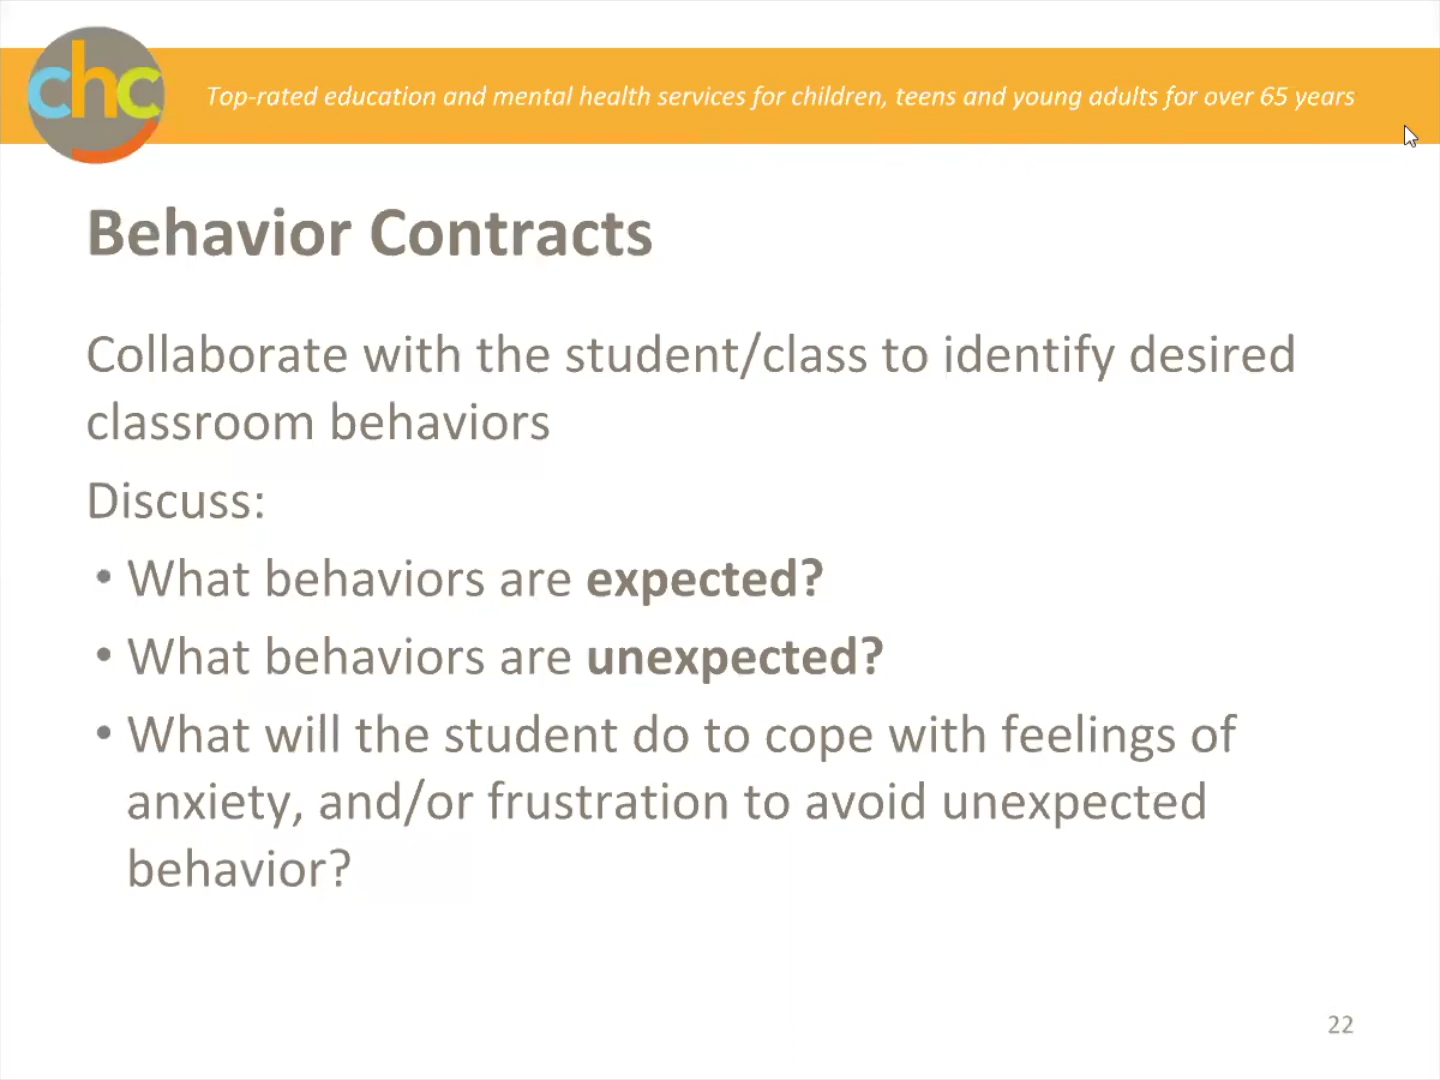 chc
Top-rated education and mental health services for children, teens and young adults for over 65 years
Behavior Contracts
Collaborate with the student/class to identify desired
classroom behaviors
Discuss:
• What behaviors are expected?
• What behaviors are unexpected?
• What will the student do to cope with feelings of
anxiety, and/or frustration to avoid unexpected
behavior?
22